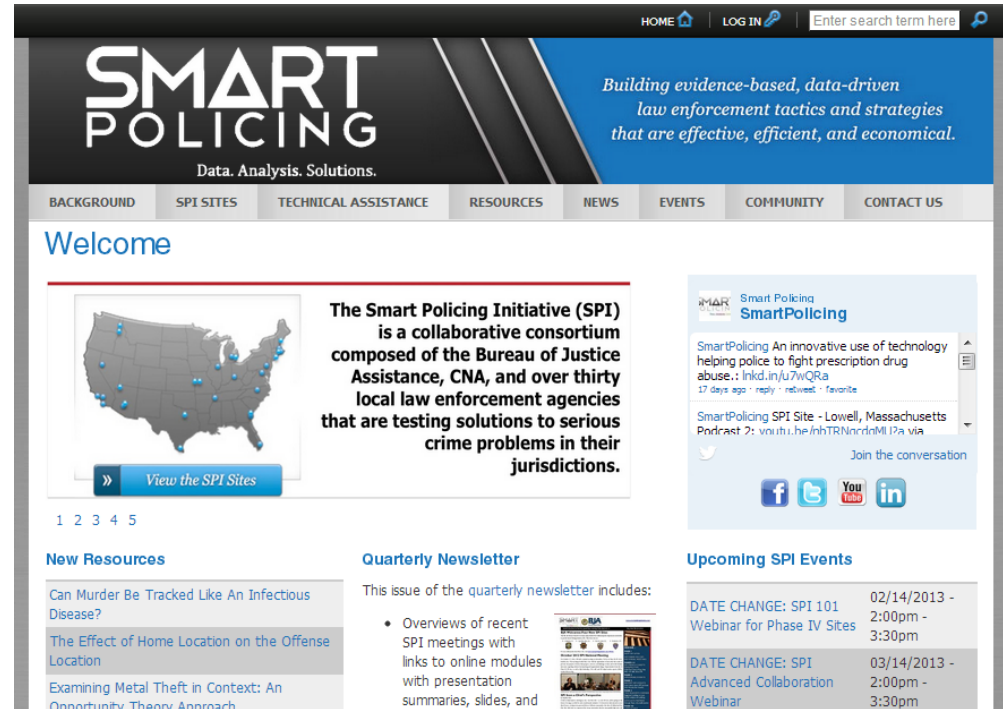 HOME
LOG IN
Enter search term here
SMART
POLICING
Data. Analysis. Solutions.
Building evidence-based, data-driven
law enforcement tactics and strategies
that are effective, efficient, and economical.
BACKGROUND
SPI SITES
TECHNICAL ASSISTANCE
RESOURCES
NEWS
EVENTS
COMMUNITY
CONTACT US
Welcome
The Smart Policing Initiative (SPI)
is a collaborative consortium
composed of the Bureau of Justice
Assistance, CNA, and over thirty
local law enforcement agencies
that are testing solutions to serious
crime problems in their
jurisdictions.
» View the SPI Sites
1 2 3 4 5
Smart Policing
SmartPolicing
SmartPolicing An innovative use of technology
helping police to fight prescription drug
abuse.: lnkd.in/u7wQRa
17 days ago · reply · retweet · favorite
SmartPolicing SPI Site - Lowell, Massachusetts
Podcast 2: via
Join the conversation
You
Tube
in
New Resources
Can Murder Be Tracked Like An Infectious
Disease?
The Effect of Home Location on the Offense
Location
Examining Metal Theft in Context: An
Opportunity Theory Approach
Quarterly Newsletter
This issue of the quarterly newsletter includes:
• Overviews of recent
SPI meetings with
links to online modules
with presentation
summaries, slides, and
Upcoming SPI Events
DATE CHANGE: SPI 101
Webinar for Phase IV Sites
02/14/2013 -
2:00pm -
3:30pm
DATE CHANGE: SPI
Advanced Collaboration
Webinar
03/14/2013 -
2:00pm -
3:30pm